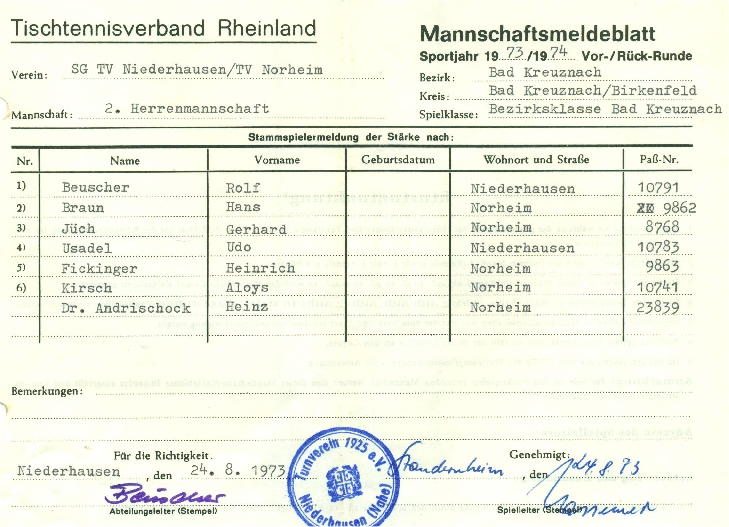 Tischtennisverband Rheinland
Mannschaftsmeldeblatt
Sportjahr 1973/1974 Vor-/Rück-Runde
Verein: SG TV Niederhausen/TV Norheim
Bezirk: Bad Kreuznach
Kreis: Bad Kreuznach/Birkenfeld
Mannschaft: 2. Herrenmannschaft
Spielklasse: Bezirksklasse Bad Kreuznach
Stammspielermeldung der Stärke nach:
Nr. Name Vorname Geburtsdatum Wohnort und Straße Paß-Nr.
1) Beuscher Rolf Niederhausen 10791
2) Braun Hans Norheim 9862
3) Jüch Gerhard Norheim 8768
4) Usadel Udo Niederhausen 10783
5) Fickinger Heinrich Norheim 9863
6) Kirsch Aloys Norheim 10741
Dr. Andrischock Heinz Norheim 23839
Bemerkungen:
Für die Richtigkeit. Genehmigt:
Niederhausen, den 24. 8. 1973
Turnverein 1925 e.V. Niederhausen (Nahe)
, den 24.8.73
Beuscher
Abteilungsleiter (Stempel) Spielleiter (Stempel)